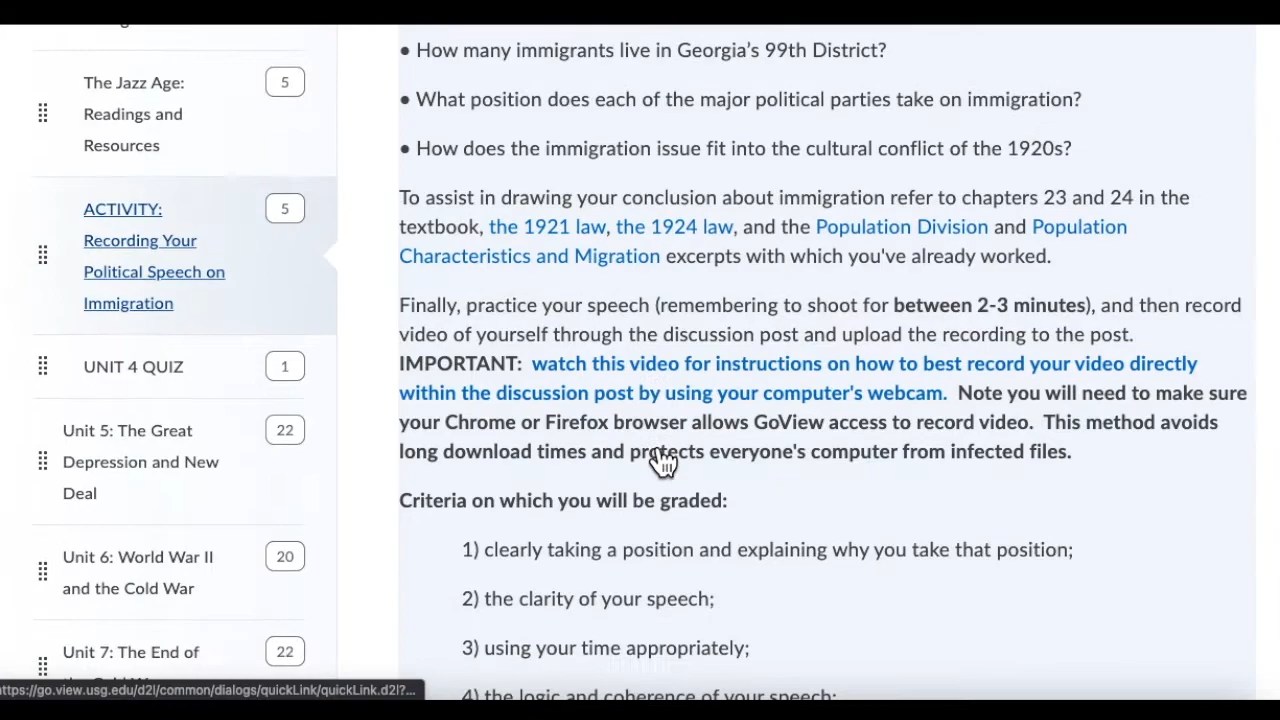 The Jazz Age:
Readings and
Resources
5
ACTIVITY:
Recording Your
Political Speech on
Immigration
5
UNIT 4 QUIZ
1
Unit 5: The Great
Depression and New
Deal
22
Unit 6: World War II
and the Cold War
20
Unit 7: The End of
22
● How many immigrants live in Georgia’s 99th District?
● What position does each of the major political parties take on immigration?
● How does the immigration issue fit into the cultural conflict of the 1920s?
To assist in drawing your conclusion about immigration refer to chapters 23 and 24 in the
textbook, the 1921 law, the 1924 law, and the Population Division and Population
Characteristics and Migration excerpts with which you've already worked.
Finally, practice your speech (remembering to shoot for between 2-3 minutes), and then record
video of yourself through the discussion post and upload the recording to the post.
IMPORTANT: watch this video for instructions on how to best record your video directly
within the discussion post by using your computer's webcam. Note you will need to make sure
your Chrome or Firefox browser allows GoView access to record video. This method avoids
long download times and protects everyone's computer from infected files.
Criteria on which you will be graded:
1) clearly taking a position and explaining why you take that position;
2) the clarity of your speech;
3) using your time appropriately;
4) the logic and coherence of your speech;
https://go.view.usg.edu/d2l/common/dialogs/quickLink/quickLink.d2l?...